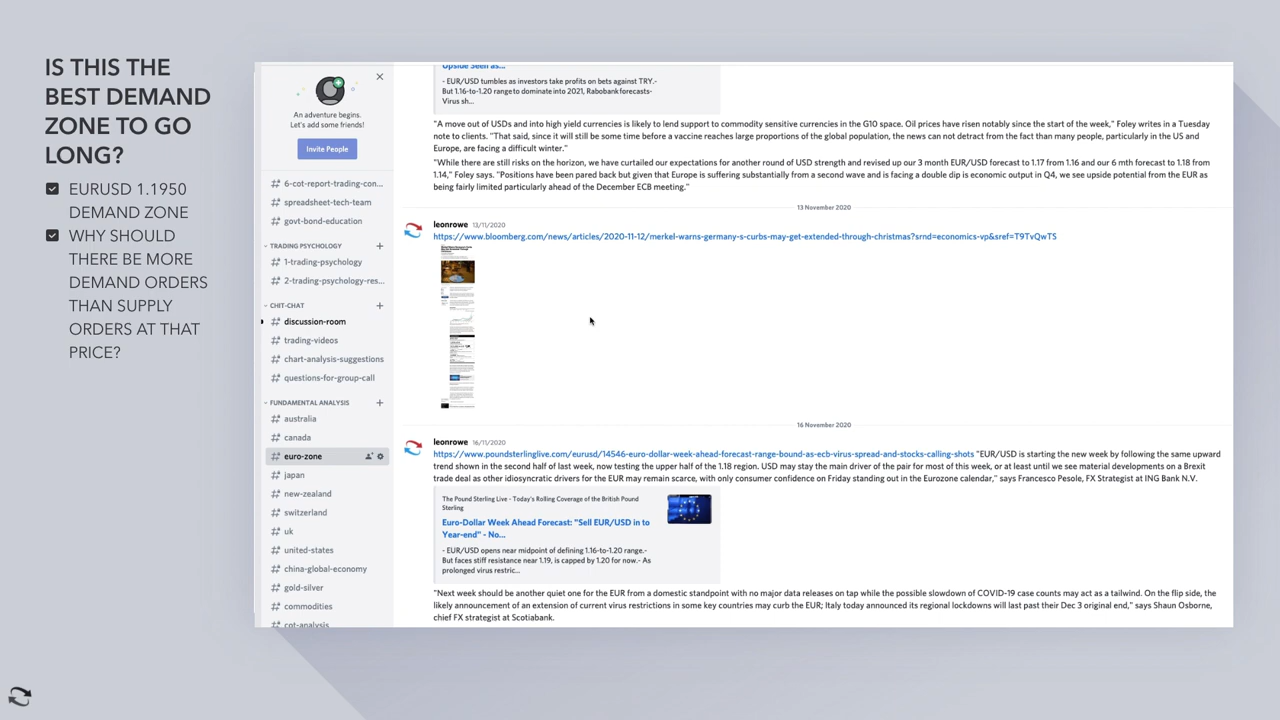 IS THIS THE
BEST DEMAND
ZONE TO GO
LONG?
EURUSD 1.1950
DEMAND ZONE
WHY SHOULD
THERE BE MORE
DEMAND ORDERS
THAN SUPPLY
ORDERS AT THAT
PRICE?
An adventure begins.
Let's add some friends!
Invite People
6-cot-report-trading-con...
spreadsheet-tech-team
govt-bond-education
TRADING PSYCHOLOGY
1-trading-psychology
2-trading-psychology-res...
CHIT-CHAT
discussion-room
trading-videos
chart-analysis-suggestions
questions-for-group-call
FUNDAMENTAL ANALYSIS
australia
canada
euro-zone
japan
new-zealand
switzerland
uk
united-states
china-global-economy
gold-silver
commodities
cot-analysis
Upside Seen as...
- EUR/USD tumbles as investors take profits on bets against TRY.-
But 1.16-to-1.20 range to dominate into 2021, Rabobank forecasts-
Virus sh...
"A move out of USDs and into high yield currencies is likely to lend support to commodity sensitive currencies in the G10 space. Oil prices have risen notably since the start of the week," Foley writes in a Tuesday
note to clients. "That said, since it will still be some time before a vaccine reaches large proportions of the global population, the news can not detract from the fact than many people, particularly in the US and
Europe, are facing a difficult winter."
"While there are still risks on the horizon, we have curtailed our expectations for another round of USD strength and revised up our 3 month EUR/USD forecast to 1.17 from 1.16 and our 6 mth forecast to 1.18 from
1.14," Foley says. "Positions have been pared back but given that Europe is suffering substantially from a second wave and is facing a double dip is economic output in Q4, we see upside potential from the EUR as
being fairly limited particularly ahead of the December ECB meeting."
13 November 2020
leonrowe 13/11/2020
https://www.bloomberg.com/news/articles/2020-11-12/merkel-warns-germany-s-curbs-may-get-extended-through-christmas?srnd=economics-vp&sref=T9TvQwTS
16 November 2020
leonrowe 16/11/2020
https://www.poundsterlinglive.com/eurusd/14546-euro-dollar-week-ahead-forecast-range-bound-as-ecb-virus-spread-and-stocks-calling-shots "EUR/USD is starting the new week by following the same upward
trend shown in the second half of last week, now testing the upper half of the 1.18 region. USD may stay the main driver of the pair for most of this week, or at least until we see material developments on a Brexit
trade deal as other idiosyncratic drivers for the EUR may remain scarce, with only consumer confidence on Friday standing out in the Eurozone calendar," says Francesco Pesole, FX Strategist at ING Bank N.V.
The Pound Sterling Live - Today's Rolling Coverage of the British Pound
Sterling
Euro-Dollar Week Ahead Forecast: "Sell EUR/USD in to
Year-end" - No...
- EUR/USD opens near midpoint of defining 1.16-to-1.20 range.-
But faces stiff resistance near 1.19, is capped by 1.20 for now.- As
prolonged virus restric...
"Next week should be another quiet one for the EUR from a domestic standpoint with no major data releases on tap while the possible slowdown of COVID-19 case counts may act as a tailwind. On the flip side, the
likely announcement of an extension of current virus restrictions in some key countries may curb the EUR; Italy today announced its regional lockdowns will last past their Dec 3 original end," says Shaun Osborne,
chief FX strategist at Scotiabank.